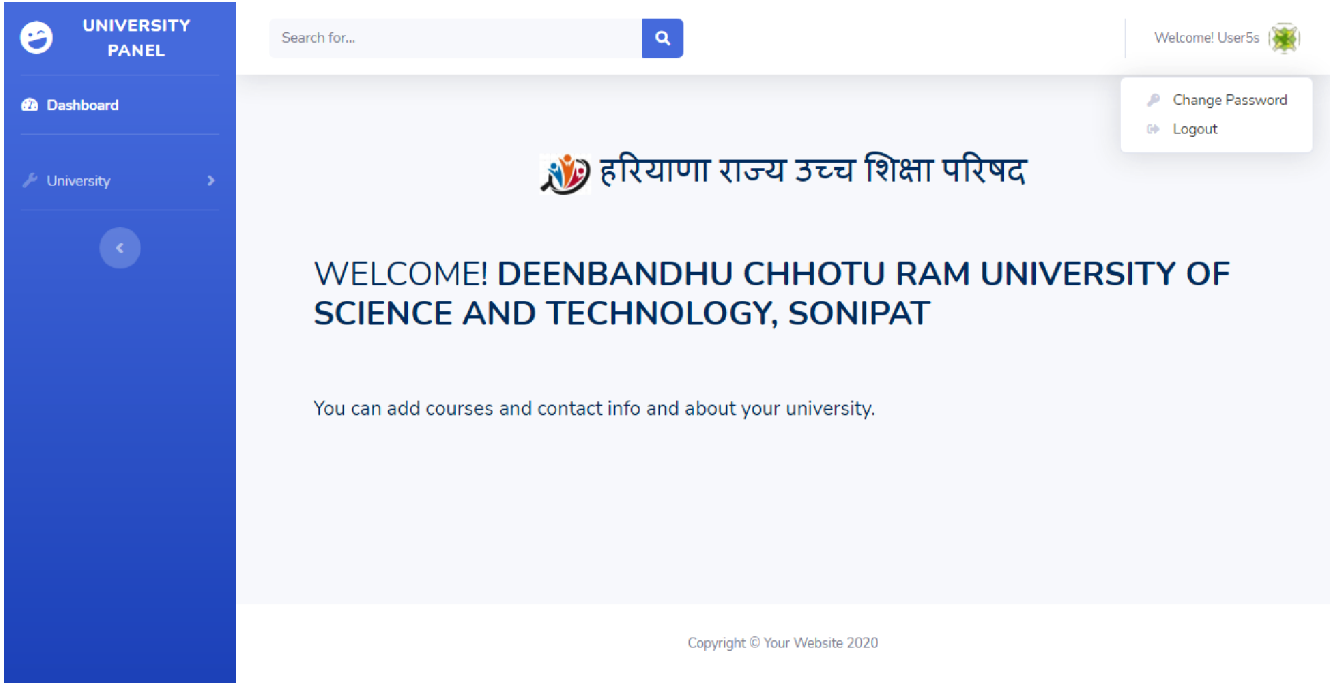 UNIVERSITY
PANEL
Search for...
Welcome! User5s
Dashboard
Change Password
Logout
University
हरियाणा राज्य उच्च शिक्षा परिषद
WELCOME! DEENBANDHU CHHOTU RAM UNIVERSITY OF
SCIENCE AND TECHNOLOGY, SONIPAT
You can add courses and contact info and about your university.
Copyright © Your Website 2020